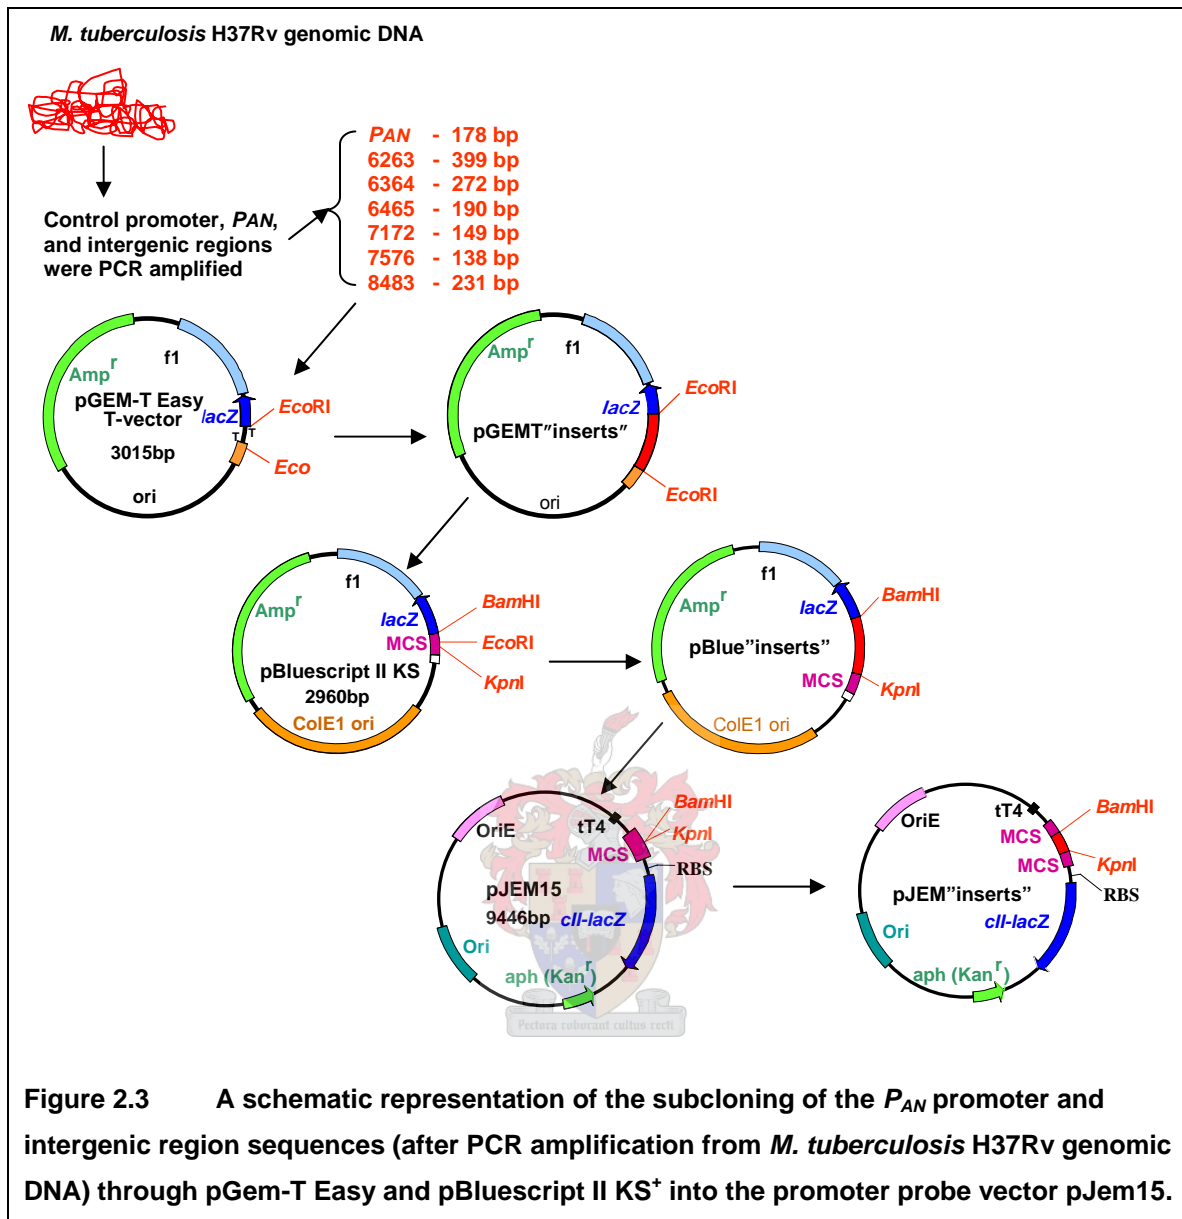 M. tuberculosis H37Rv genomic DNA
PAN - 178 bp
6263 - 399 bp
6364 - 272 bp
6465 - 190 bp
7172 - 149 bp
7576 - 138 bp
8483 - 231 bp
Control promoter, PAN,
and intergenic regions
were PCR amplified
f1
Amp r
pGEM-T Easy
T-vector
lacZ
EcoRI
T T
3015bp
Eco
ori
f1
Amp r
lacZ
EcoRI
pGEMT"inserts"
EcoRI
ori
f1
Amp r
lacZ
BamHI
MCS
EcoRI
pBluescript II KS
KpnI
2960bp
ColE1 ori
f1
Amp r
lacZ
BamHI
pBlue"inserts"
MCS
KpnI
ColE1 ori
OriE
tT4
BamHI
KpnI
MCS
RBS
pJEM15
9446bp
cII-lacZ
Ori
aph (Kan r)
Pectora roborant cultus recti
OriE
tT4
BamHI
MCS
MCS
KpnI
RBS
pJEM"inserts"
cII-lacZ
Ori
aph (Kan r)
Figure 2.3 A schematic representation of the subcloning of the PAN promoter and
intergenic region sequences (after PCR amplification from M. tuberculosis H37Rv genomic
DNA) through pGem-T Easy and pBluescript II KS+ into the promoter probe vector pJem15.